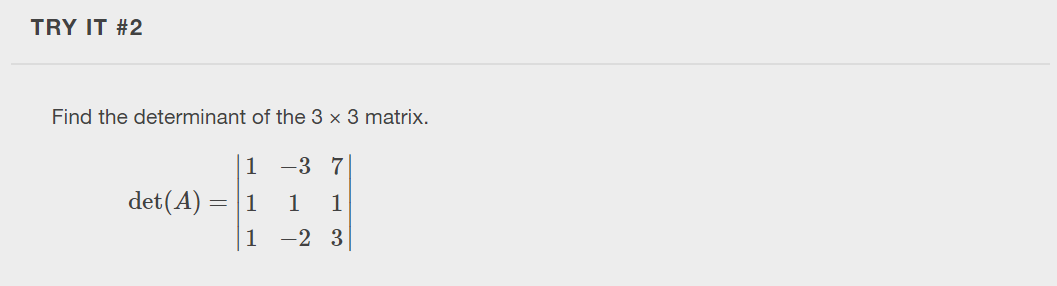 TRY IT #2
Find the determinant of the 3 × 3 matrix.
det(A) = |1 −3 7|
|1 1 1|
|1 −2 3|